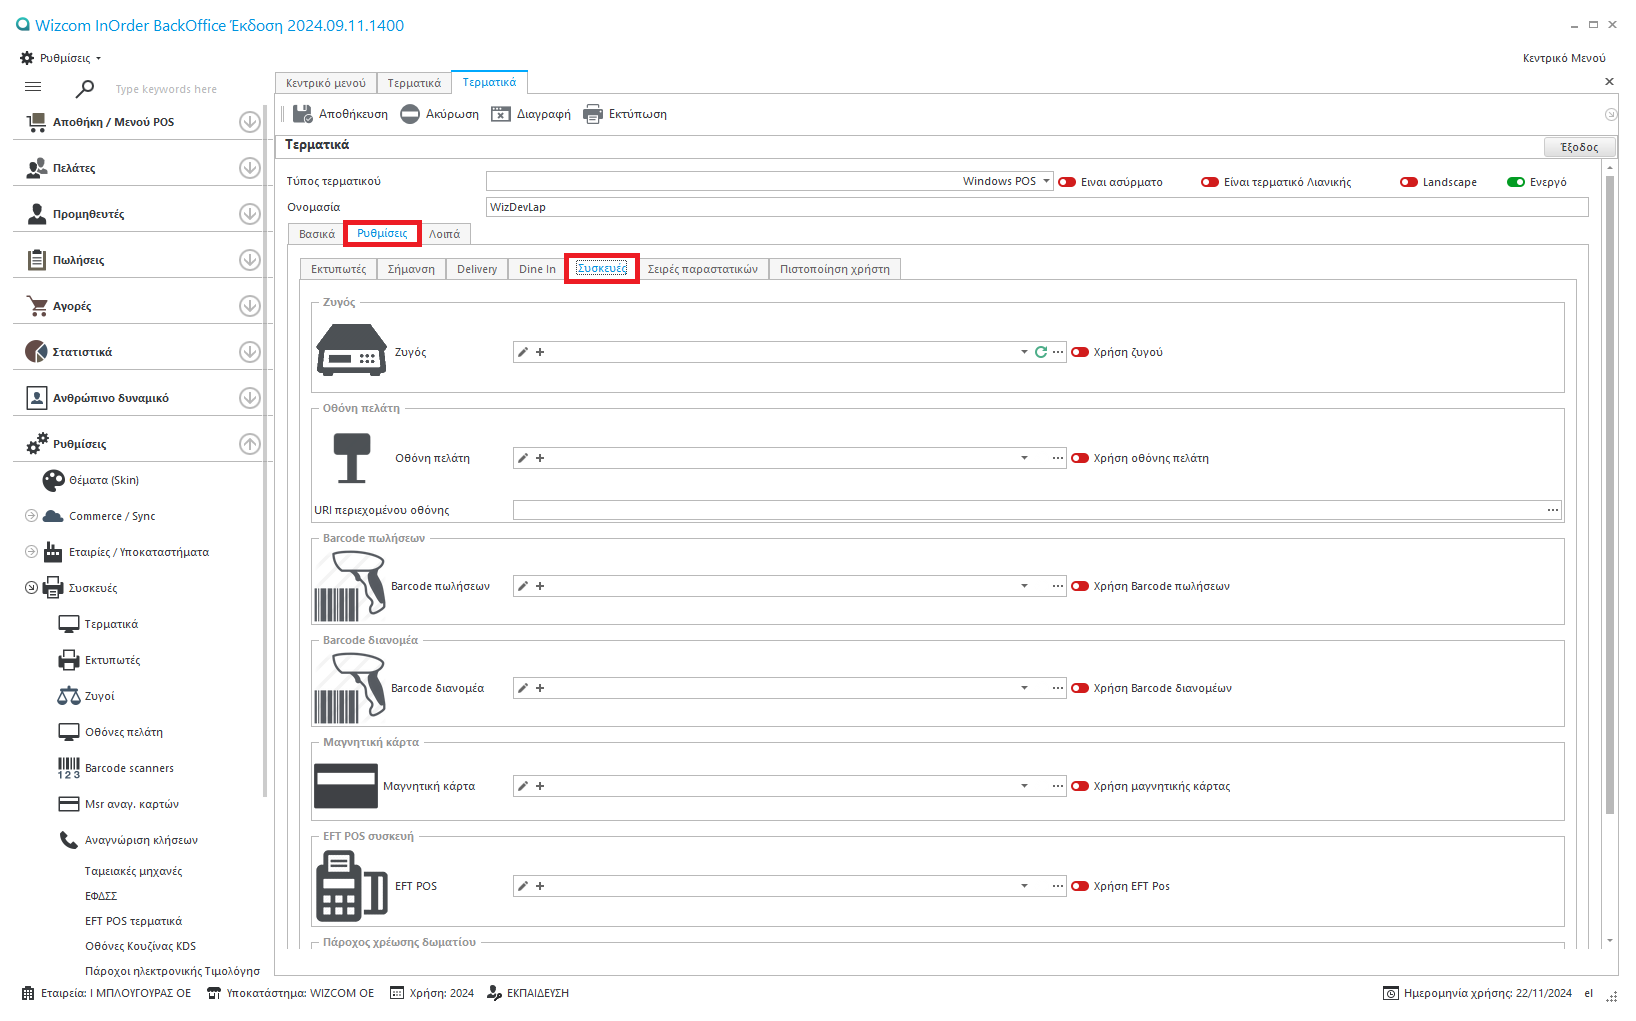 Wizcom InOrder BackOffice Έκδοση 2024.09.11.1400
Ρυθμίσεις
Κεντρικό Μενού
Type keywords here
Κεντρικό μενού
Τερματικά
Τερματικά
Αποθήκευση
Ακύρωση
Διαγραφή
Εκτύπωση
Αποθήκη / Μενού POS
Πελάτες
Προμηθευτές
Πωλήσεις
Αγορές
Στατιστικά
Ανθρώπινο δυναμικό
Ρυθμίσεις
Θέματα (Skin)
Commerce / Sync
Εταιρίες / Υποκαταστήματα
Συσκευές
Τερματικά
Εκτυπωτές
Ζυγοί
Οθόνες πελάτη
123
Barcode scanners
Msr αναγ. καρτών
Αναγνώριση κλήσεων
Ταμειακές μηχανές
ΕΦΔΣΣ
EFT POS τερματικά
Οθόνες Κουζίνας KDS
Πάροχοι ηλεκτρονικής Τιμολόγησ
Τερματικά
Έξοδος
Τύπος τερματικού
Windows POS
Ειναι ασύρματο
Είναι τερματικό Λιανικής
Landscape
Ενεργό
Ονομασία
WizDevLap
Βασικά
Ρυθμίσεις
Λοιπά
Εκτυπωτές
Σήμανση
Delivery
Dine In
Συσκευές
Σειρές παραστατικών
Πιστοποίηση χρήστη
Ζυγός
Ζυγός
Χρήση ζυγού
Οθόνη πελάτη
Οθόνη πελάτη
Χρήση οθόνης πελάτη
URI περιεχομένου οθόνης
Barcode πωλήσεων
Barcode πωλήσεων
Χρήση Barcode πωλήσεων
Barcode διανομέα
Barcode διανομέα
Χρήση Barcode διανομέων
Μαγνητική κάρτα
Μαγνητική κάρτα
Χρήση μαγνητικής κάρτας
EFT POS συσκευή
EFT POS
Χρήση EFT Pos
Πάροχος χρέωσης δωματίου
Εταιρεία: Ι ΜΠΛΟΥΓΟΥΡΑΣ ΟΕ
Υποκατάστημα: WIZCOM OE
Χρήση: 2024
ΕΚΠΑΙΔΕΥΣΗ
Ημερομηνία χρήσης: 22/11/2024
el